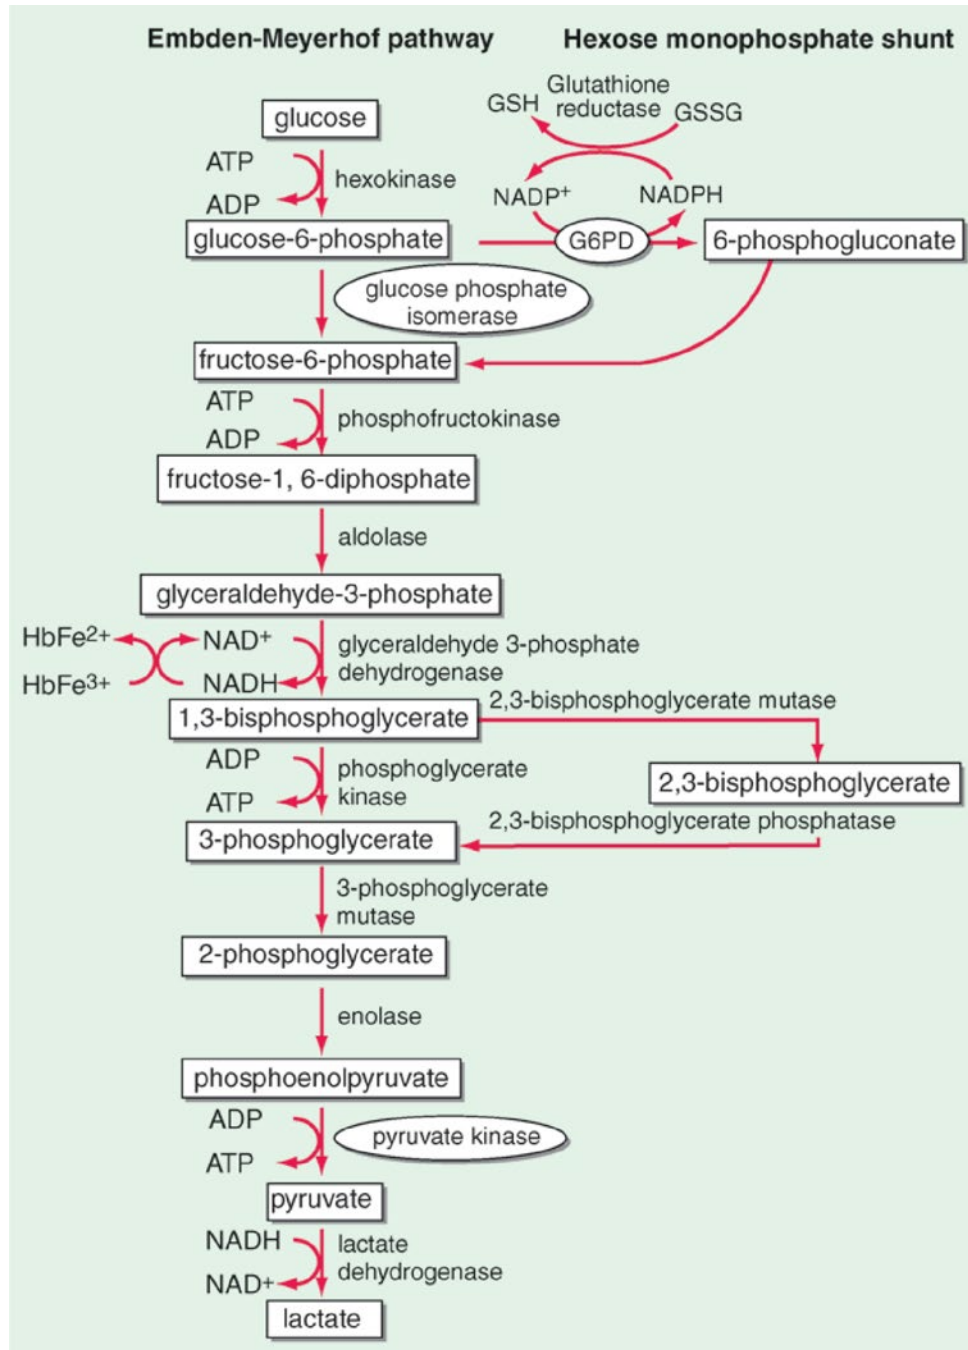 Embden-Meyerhof pathway
Hexose monophosphate shunt
glucose
GSH
Glutathione
reductase
GSSG
ATP
ADP
hexokinase
NADP+
NADPH
glucose-6-phosphate
G6PD
6-phosphogluconate
glucose phosphate
isomerase
fructose-6-phosphate
ATP
ADP
phosphofructokinase
fructose-1, 6-diphosphate
aldolase
glyceraldehyde-3-phosphate
HbFe2+
HbFe3+
NAD+
NADH
glyceraldehyde 3-phosphate
dehydrogenase
1,3-bisphosphoglycerate
2,3-bisphosphoglycerate mutase
ADP
ATP
phosphoglycerate
kinase
2,3-bisphosphoglycerate
2,3-bisphosphoglycerate phosphatase
3-phosphoglycerate
3-phosphoglycerate
mutase
2-phosphoglycerate
enolase
phosphoenolpyruvate
ADP
ATP
pyruvate kinase
pyruvate
NADH
NAD+
lactate
dehydrogenase
lactate